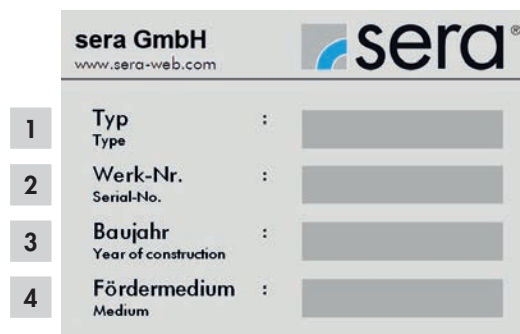 sera GmbH
www.sera-web.com
sera®
1 Typ :
Type
2 Werk-Nr. :
Serial-No.
3 Baujahr :
Year of construction
4 Fördermedium :
Medium